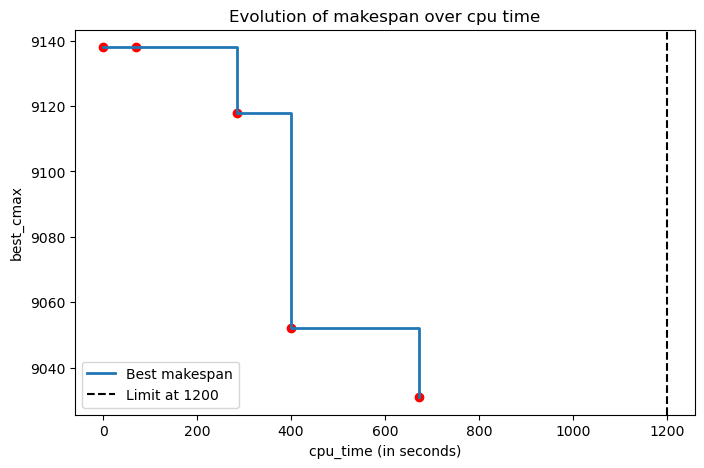 Evolution of makespan over cpu time
best_cmax
9140
9120
9100
9080
9060
9040
Best makespan
Limit at 1200
0 200 400 600 800 1000 1200
cpu_time (in seconds)